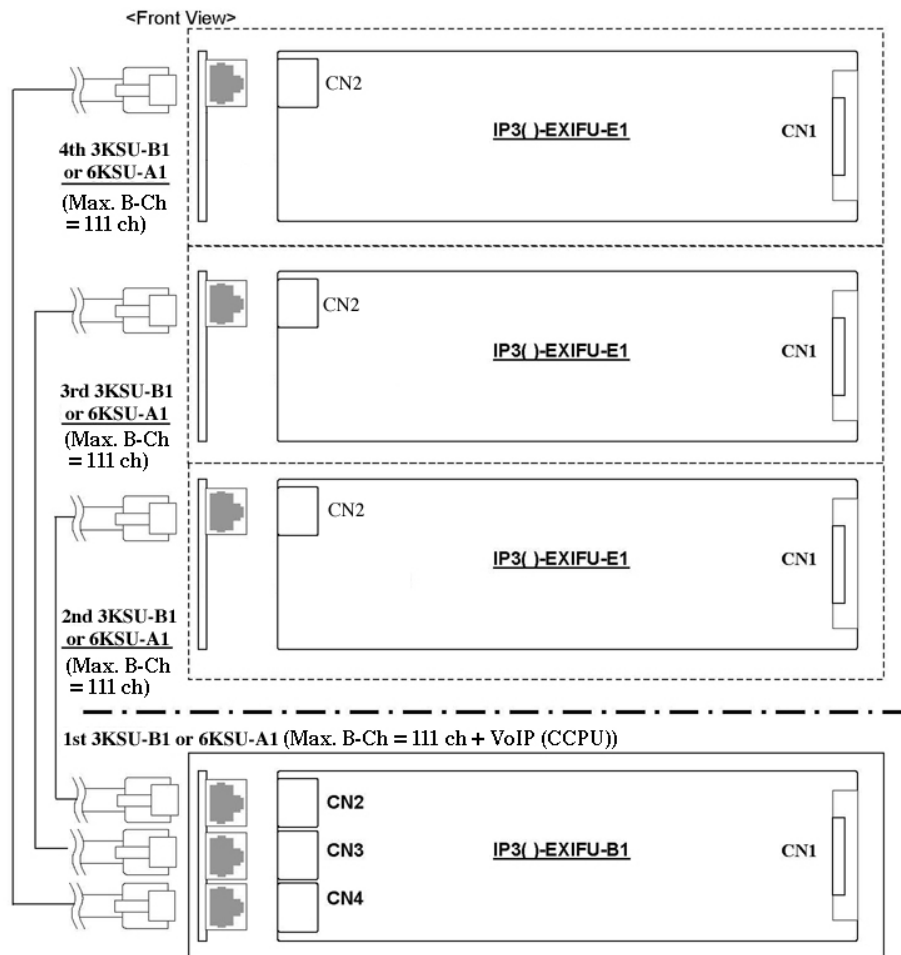 <Front View>
CN2
IP3( )-EXIFU-E1
CN1
4th 3KSU-B1
or 6KSU-A1
(Max. B-Ch
= 111 ch)
CN2
IP3( )-EXIFU-E1
CN1
3rd 3KSU-B1
or 6KSU-A1
(Max. B-Ch
= 111 ch)
CN2
IP3( )-EXIFU-E1
CN1
2nd 3KSU-B1
or 6KSU-A1
(Max. B-Ch
= 111 ch)
1st 3KSU-B1 or 6KSU-A1 (Max. B-Ch = 111 ch + VoIP (CCPU))
CN2
CN3
IP3( )-EXIFU-B1
CN1
CN4